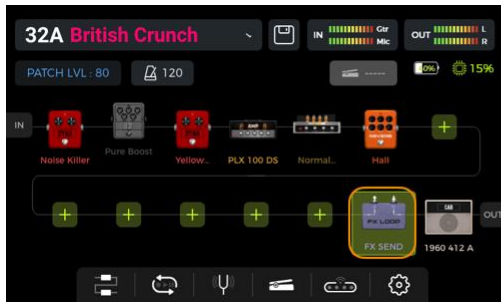 32A British Crunch
IN
Gtr
Mic
OUT
L
R
PATCH LVL : 80
120
-----
0%
15%
IN
Noise Killer
Pure Boost
Yellow..
PLX 100 DS
Normal..
Hall
FX LOOP
FX SEND
CAB
1960 412 A
OUT